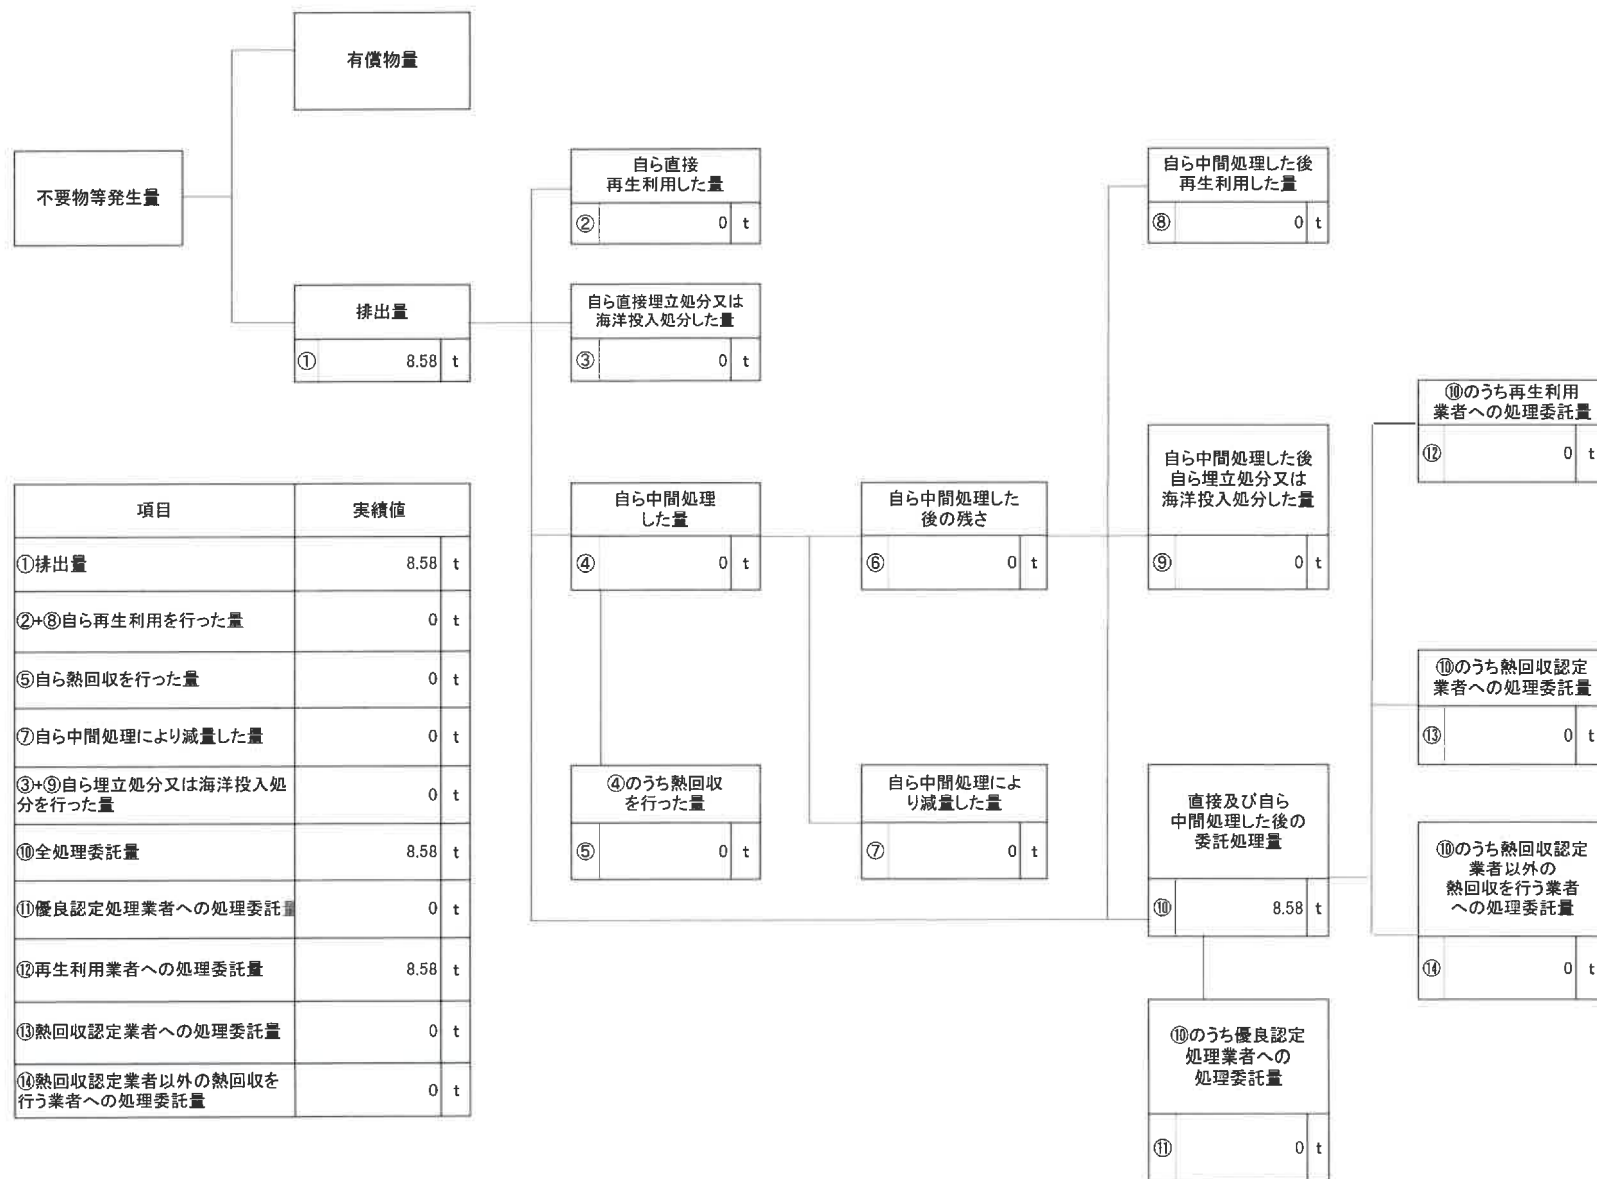 有償物量
不要物等発生量
排出量
① 8.58 t
自ら直接
再生利用した量
② 0 t
自ら直接埋立処分又は
海洋投入処分した量
③ 0 t
自ら中間処理
した量
④ 0 t
④のうち熱回収
を行った量
⑤ 0 t
自ら中間処理した
後の残さ
⑥ 0 t
自ら中間処理によ
り減量した量
⑦ 0 t
自ら中間処理した後
再生利用した量
⑧ 0 t
自ら中間処理した後
自ら埋立処分又は
海洋投入処分した量
⑨ 0 t
直接及び自ら
中間処理した後の
委託処理量
⑩ 8.58 t
⑩のうち優良認定
処理業者への
処理委託量
⑪ 0 t
⑩のうち再生利用
業者への処理委託量
⑫ 0 t
⑩のうち熱回収認定
業者への処理委託量
⑬ 0 t
⑩のうち熱回収認定
業者以外の
熱回収を行う業者
への処理委託量
⑭ 0 t
項目 実績値
①排出量 8.58 t
②+⑧自ら再生利用を行った量 0 t
⑤自ら熱回収を行った量 0 t
⑦自ら中間処理により減量した量 0 t
③+⑨自ら埋立処分又は海洋投入処
分を行った量 0 t
⑩全処理委託量 8.58 t
⑪優良認定処理業者への処理委託量 0 t
⑫再生利用業者への処理委託量 8.58 t
⑬熱回収認定業者への処理委託量 0 t
⑭熱回収認定業者以外の熱回収を
行う業者への処理委託量 0 t